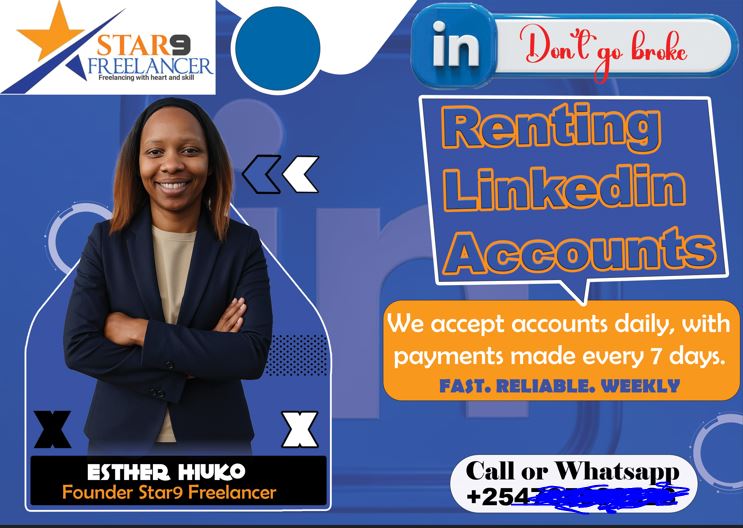 STAR9
FREELANCER
Freelancing with heart and skill
in
Don't go broke
Renting
Linkedin
Accounts
We accept accounts daily, with
payments made every 7 days.
FAST. RELIABLE. WEEKLY
X
X
ESTHER HIUKO
Founder Star9 Freelancer
Call or Whatsapp
+254